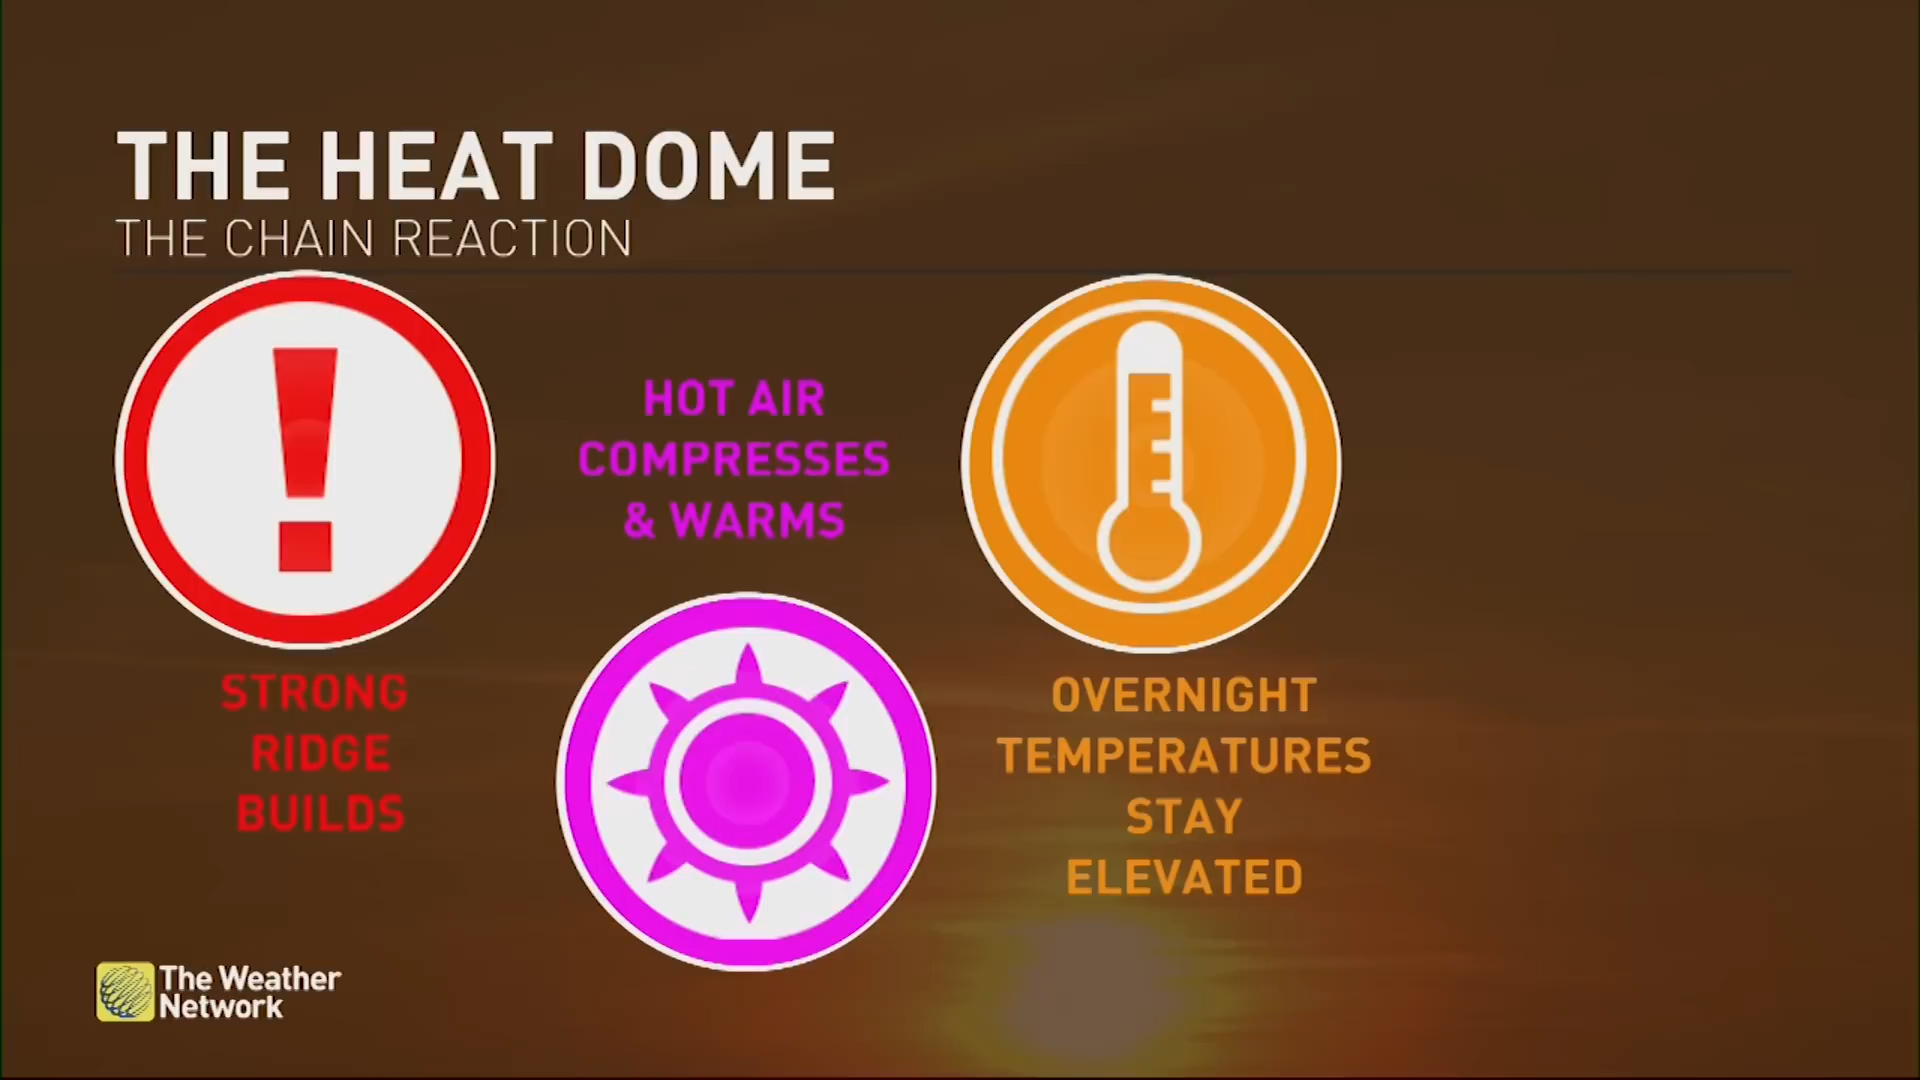 THE HEAT DOME
THE CHAIN REACTION
STRONG
RIDGE
BUILDS
HOT AIR
COMPRESSES
& WARMS
OVERNIGHT
TEMPERATURES
STAY
ELEVATED
The Weather
Network